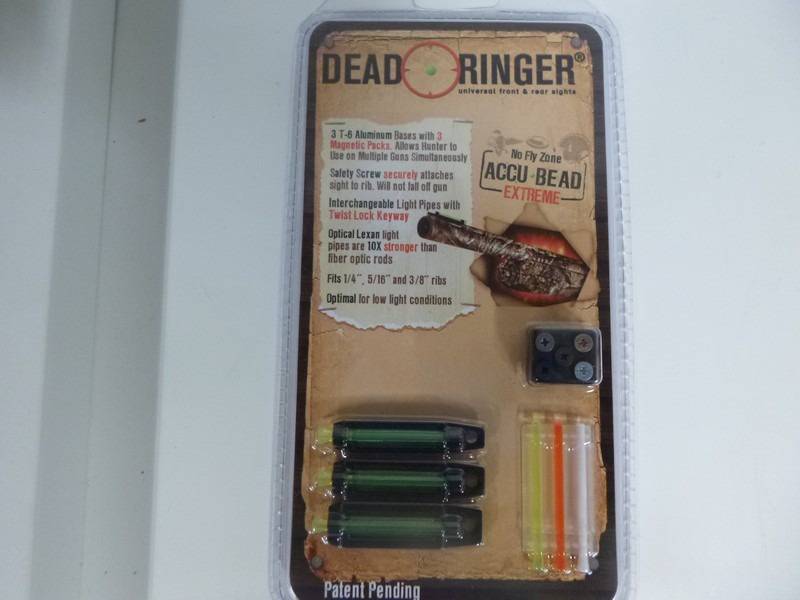 DEAD RINGER®
universal front & rear sights
3 T-6 Aluminum Bases with 3
Magnetic Packs. Allows Hunter to
Use on Multiple Guns Simultaneously
Safety Screw securely attaches
sight to rib. Will not fall off gun
Interchangeable Light Pipes with
Twist Lock Keyway
Optical Lexan light
pipes are 10X stronger than
fiber optic rods
Fits 1/4", 5/16" and 3/8" ribs
Optimal for low light conditions
No Fly Zone
ACCU-BEAD
EXTREME
Patent Pending